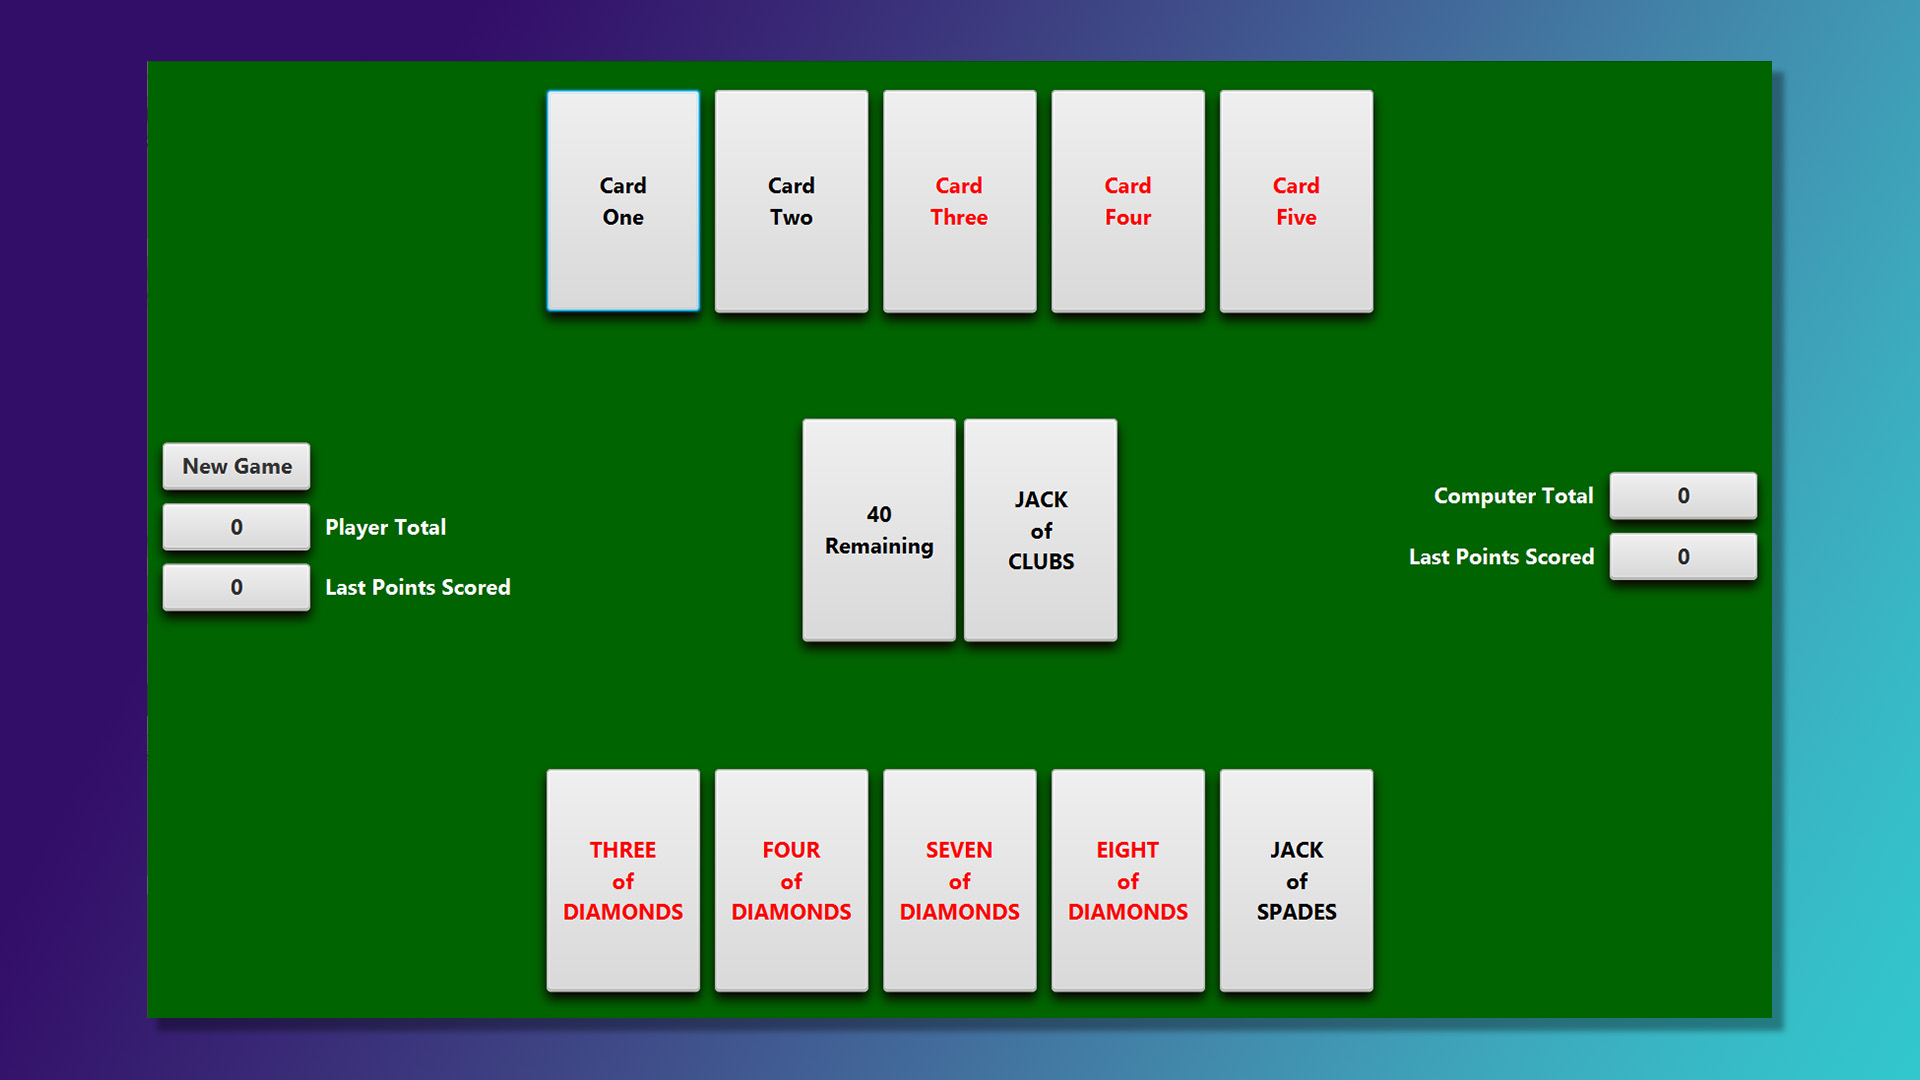 Card
One
Card
Two
Card
Three
Card
Four
Card
Five
New Game
0
Player Total
0
Last Points Scored
40
Remaining
JACK
of
CLUBS
Computer Total
0
Last Points Scored
0
THREE
of
DIAMONDS
FOUR
of
DIAMONDS
SEVEN
of
DIAMONDS
EIGHT
of
DIAMONDS
JACK
of
SPADES